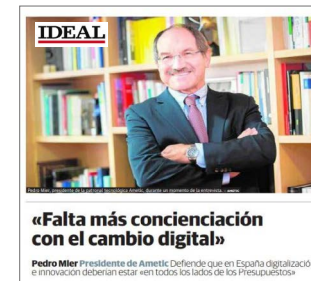 IDEAL
Pedro Mier, presidente de la patronal tecnológica Ametic, durante un momento de la entrevista.
«Falta más concienciación
con el cambio digital»
Pedro Mier Presidente de Ametic Defiende que en España digitalizació
e innovación deberían estar «en todos los lados de los Presupuestos»